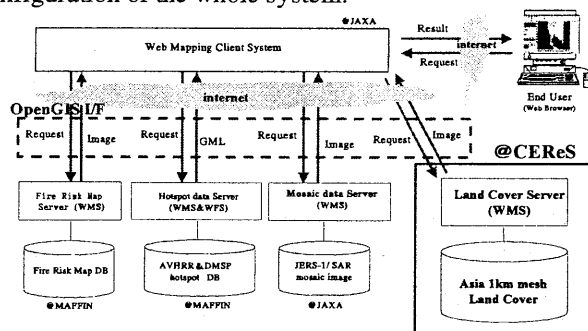 nfiguration of the whole system.
@JAXA
Web Mapping Client System
Result
internet
Request
End User
(Web Browser)
internet
OpenGIS I/F
Request
Image
Request
GML
Request
Image
Request
Image
@CEReS
Fire Risk Map
Server (WMS)
Hotspot data Server
(WMS&WFS)
Mosaic data Server
(WMS)
Land Cover Server
(WMS)
Fire Risk Map DB
AVHRR&DMSP
hotspot DB
JERS-1/ SAR
mosaic image
Asia 1km mesh
Land Cover
@MAFFIN
@MAFFIN
@JAXA